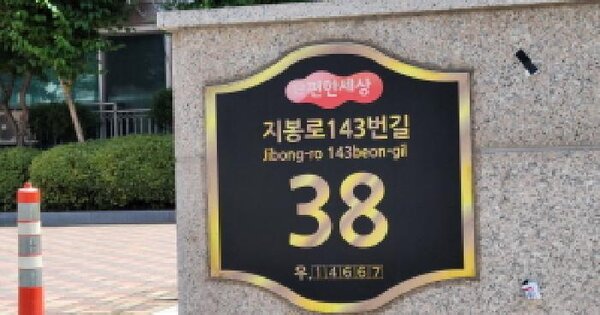 편한세상
지봉로143번길
Jibong-ro 143beon-gil
38
우.14667